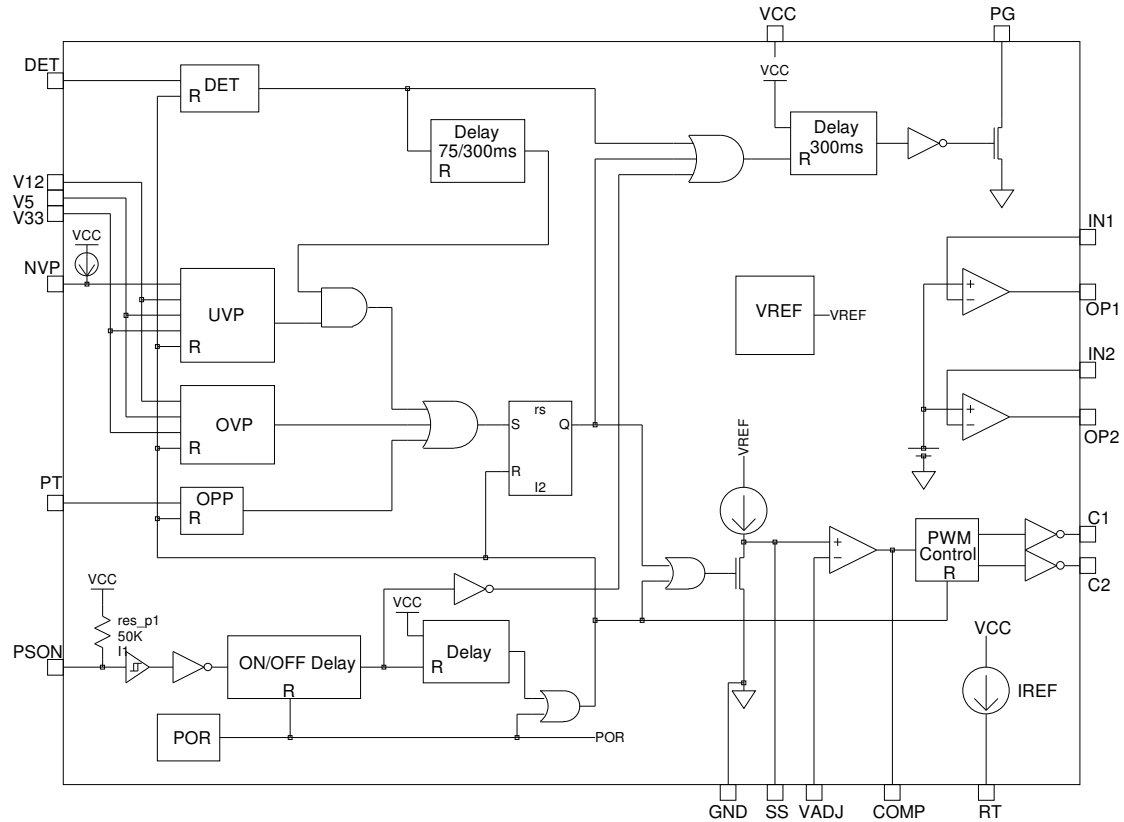 VCC
PG
DET
DET
R
VCC
Delay
75/300ms
R
Delay
300ms
R
V12
V5
V33
VCC
NVP
UVP
R
IN1
+
−
OP1
VREF
VREF
IN2
+
−
OP2
OVP
R
rs
S
Q
R
I2
VREF
PT
OPP
R
C1
C2
+
−
PWM
Control
R
VCC
res_p1
50K
I1
PSON
ON/OFF Delay
R
VCC
Delay
R
VCC
IREF
POR
POR
GND
SS
VADJ
COMP
RT